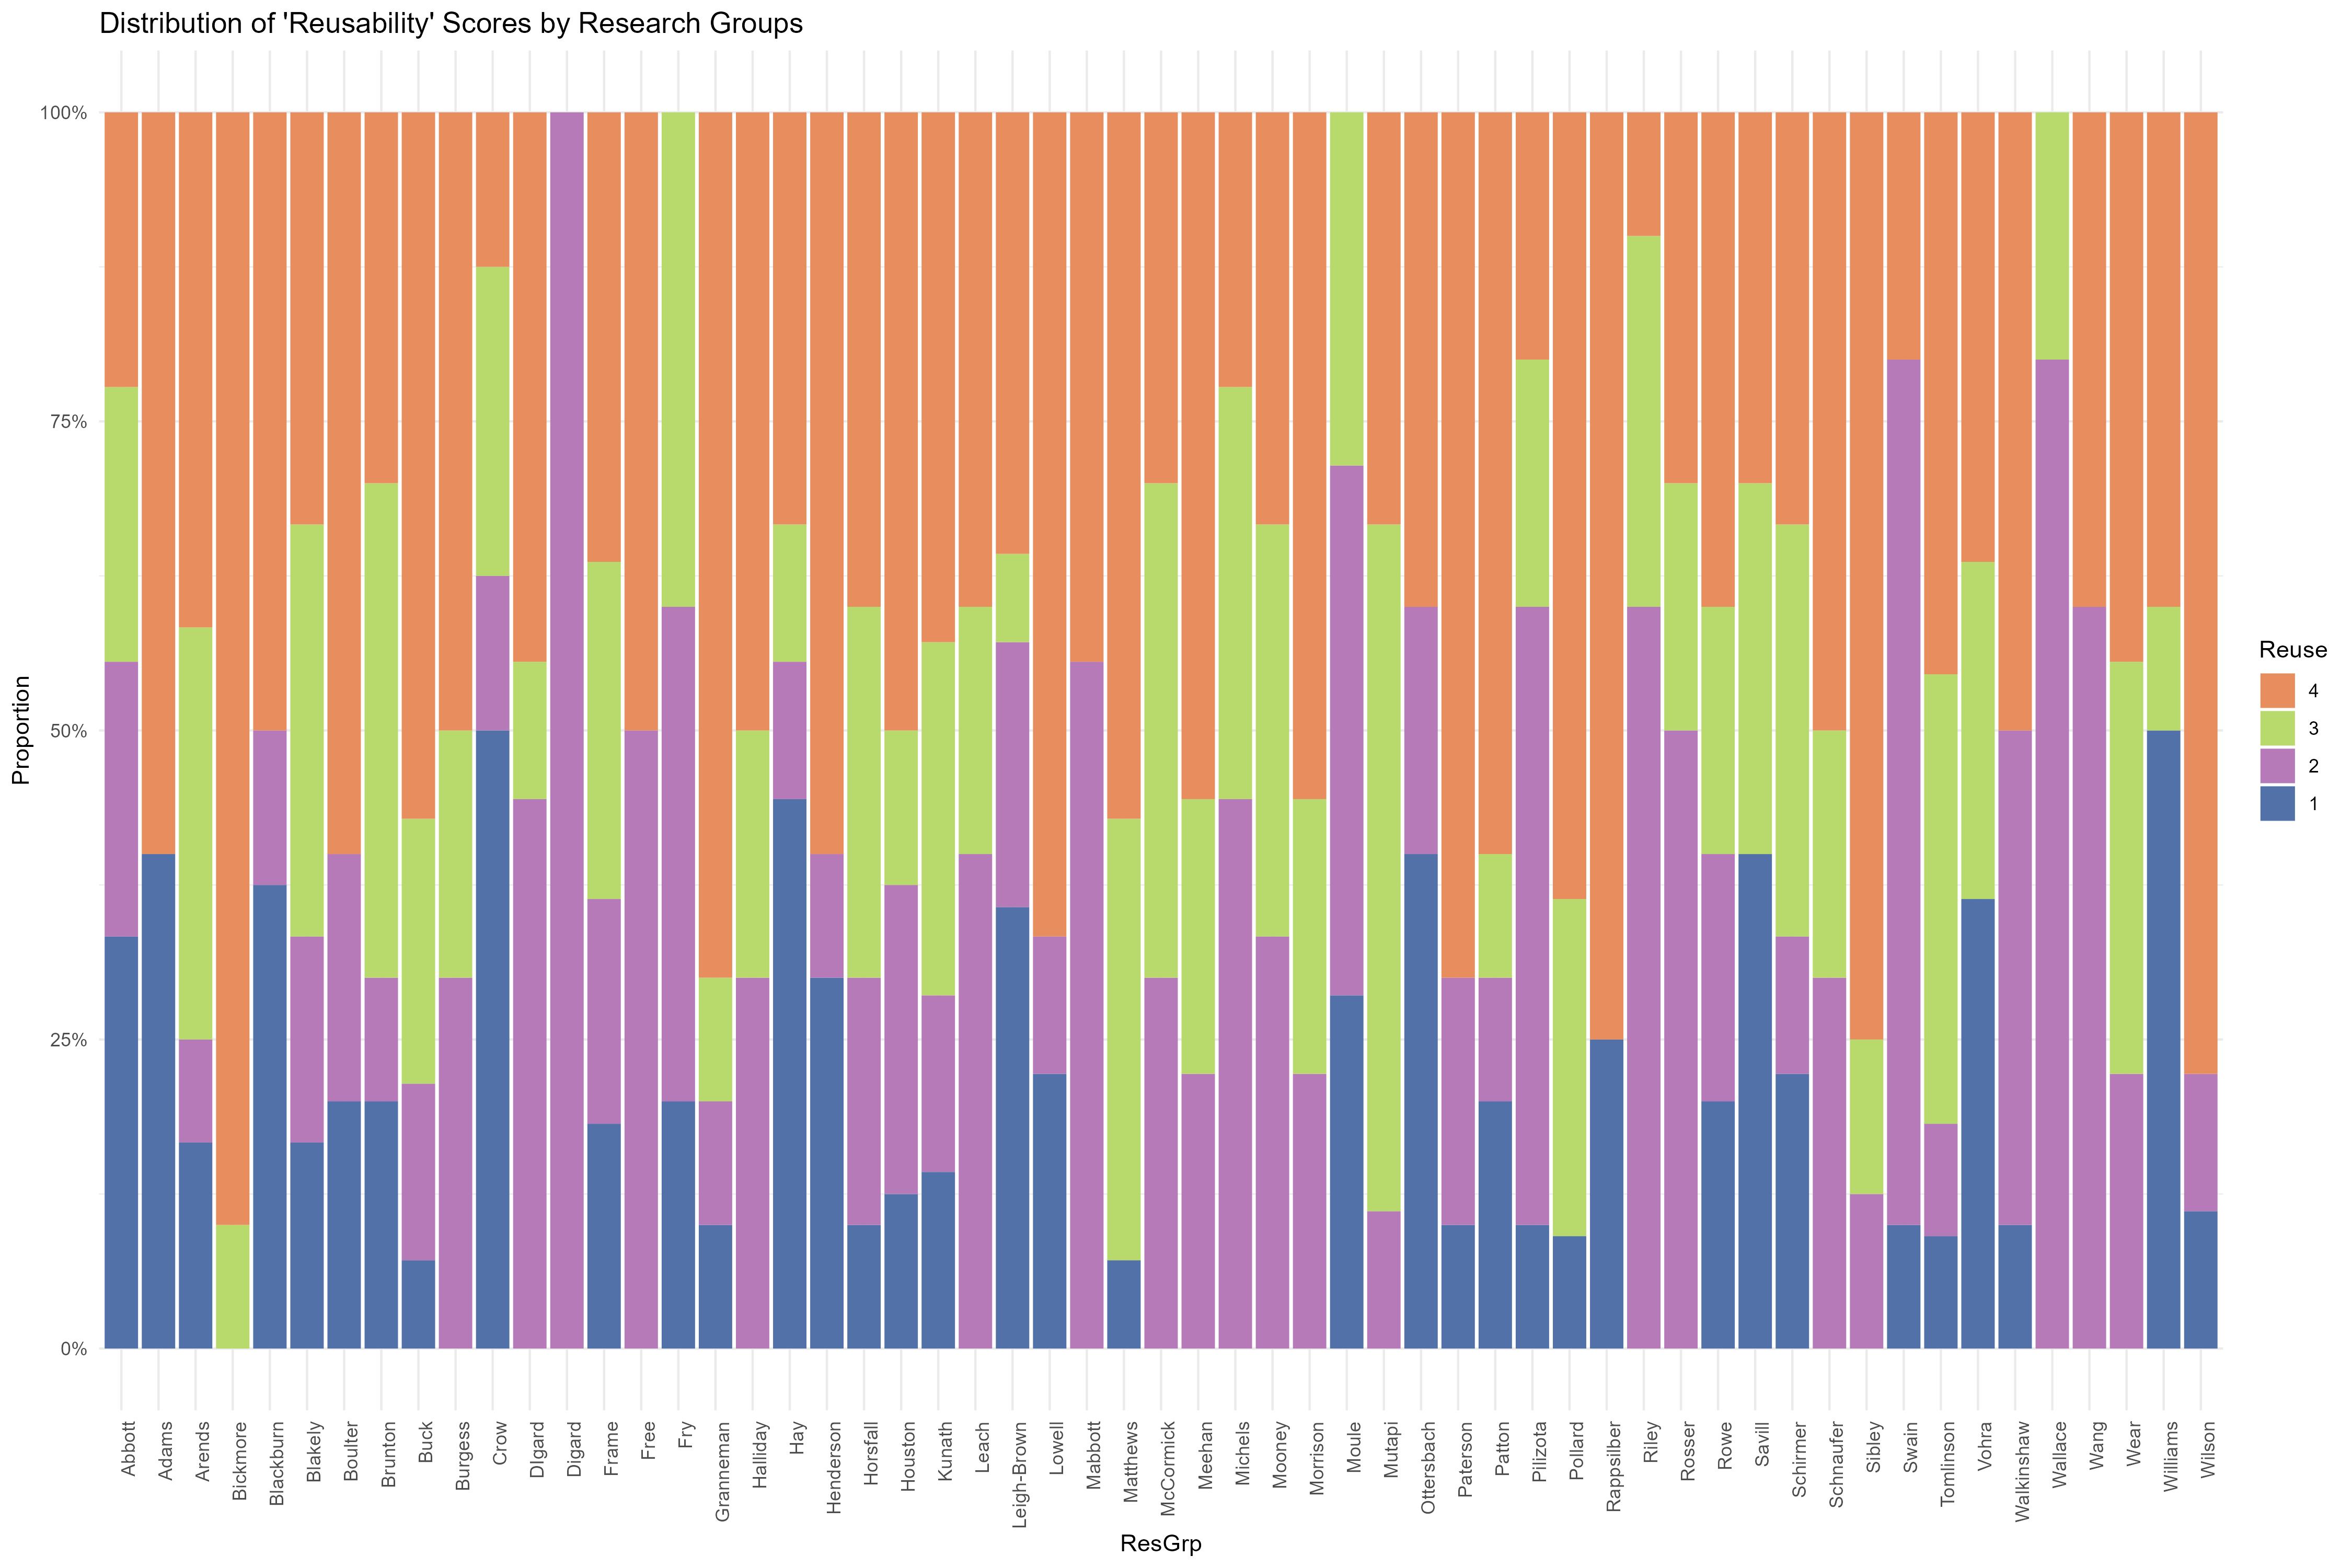 Distribution of 'Reusability' Scores by Research Groups
100%
75%
50%
25%
0%
Proportion
Abbott
Adams
Arends
Bickmore
Blackburn
Blakely
Boulter
Brunton
Buck
Burgess
Crow
DIgard
Digard
Frame
Free
Fry
Granneman
Halliday
Hay
Henderson
Horsfall
Houston
Kunath
Leach
Leigh-Brown
Lowell
Mabbott
Matthews
McCormick
Meehan
Michels
Mooney
Morrison
Moule
Mutapi
Ottersbach
Paterson
Patton
Pilizota
Pollard
Rappsilber
Riley
Rosser
Rowe
Savill
Schirmer
Schnaufer
Sibley
Swain
Tomlinson
Vohra
Walkinshaw
Wallace
Wang
Wear
Williams
Wilson
ResGrp
Reuse
4
3
2
1